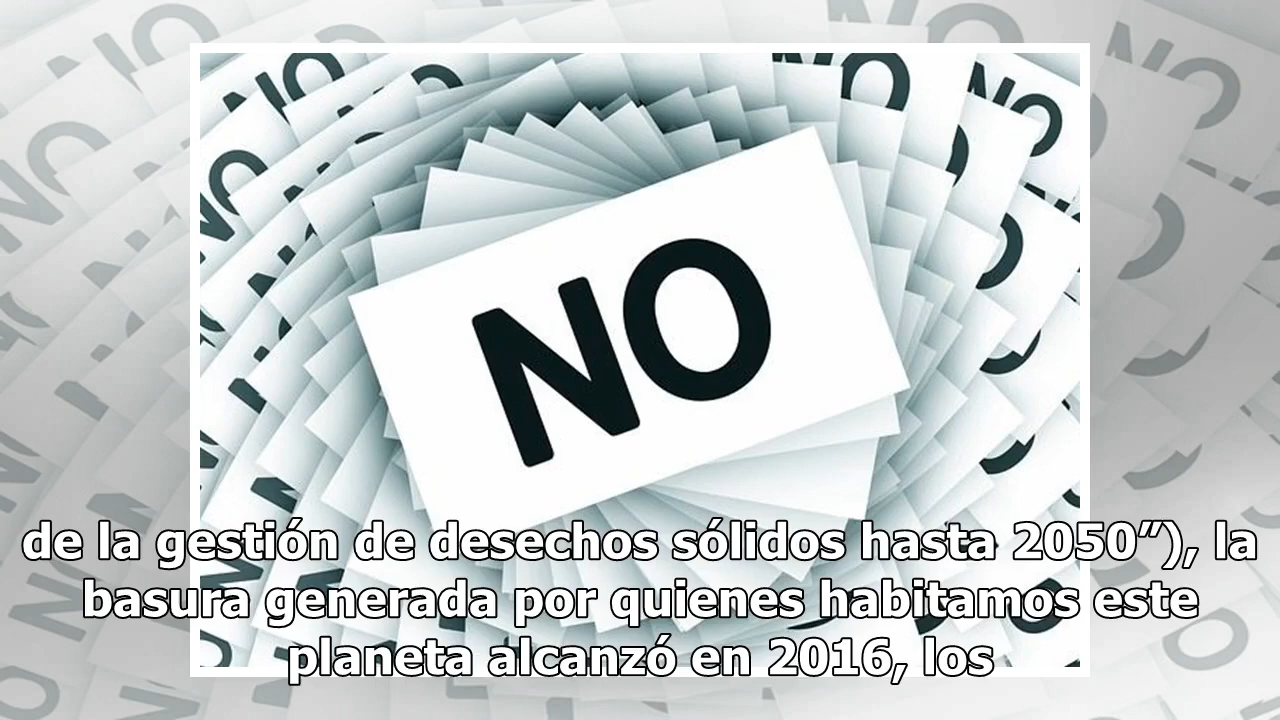 NO
de la gestión de desechos sólidos hasta 2050”), la
basura generada por quienes habitamos este
planeta alcanzó en 2016, los